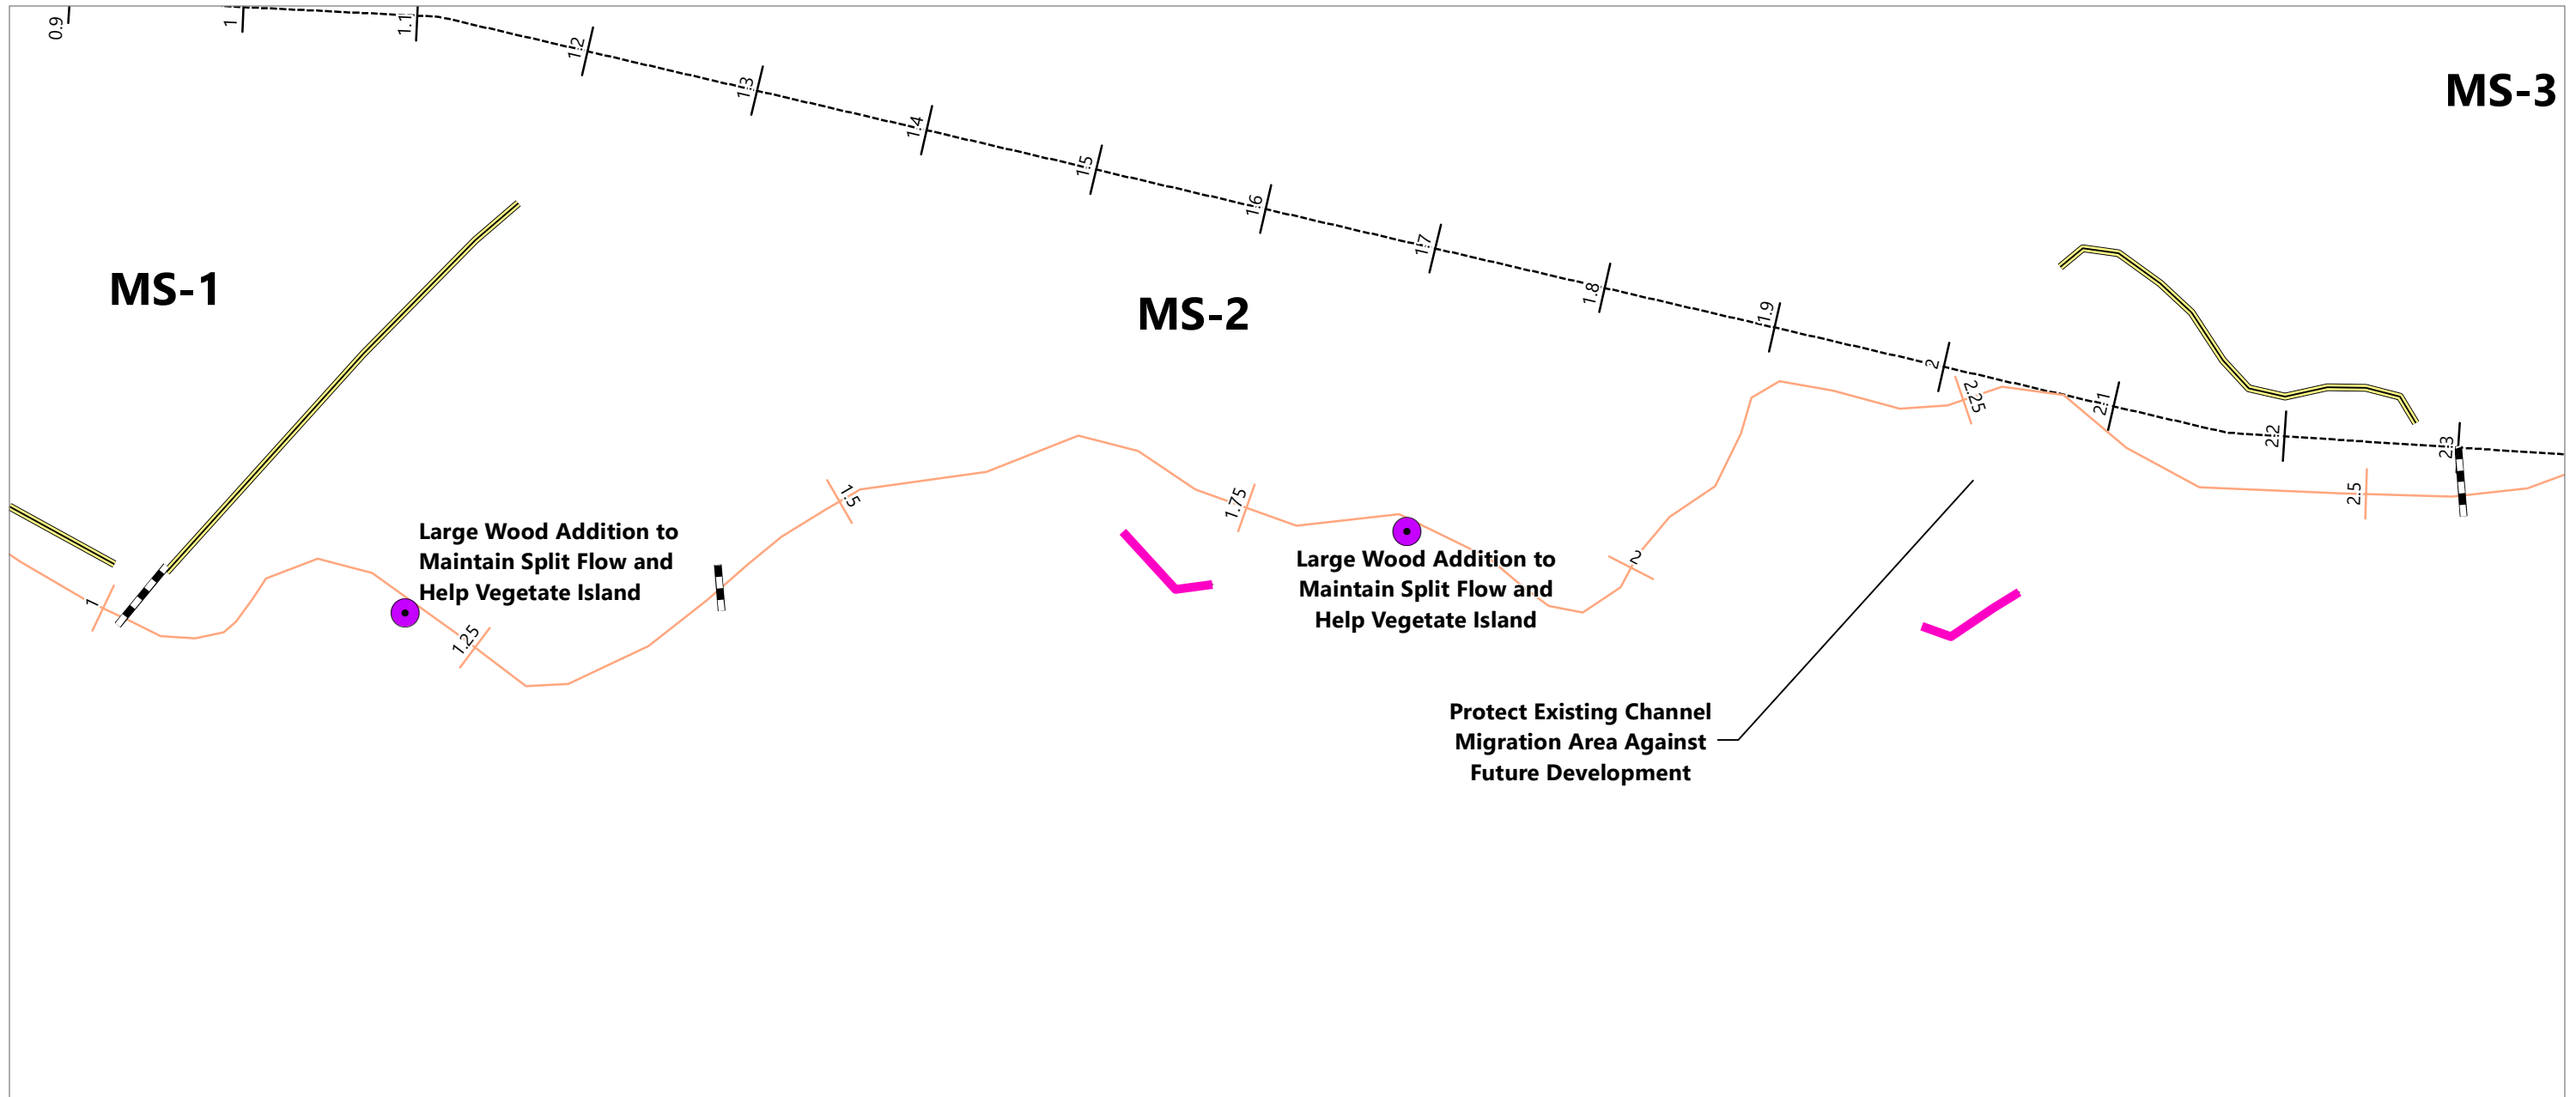 0.9
1
1.1
1.2
1.3
1.4
1.5
1.6
1.7
1.8
1.9
2
2.1
2.2
2.3
MS-3
MS-1
MS-2
1
1.25
1.5
1.75
2
2.25
2.5
Large Wood Addition to
Maintain Split Flow and
Help Vegetate Island
Large Wood Addition to
Maintain Split Flow and
Help Vegetate Island
Protect Existing Channel
Migration Area Against
Future Development